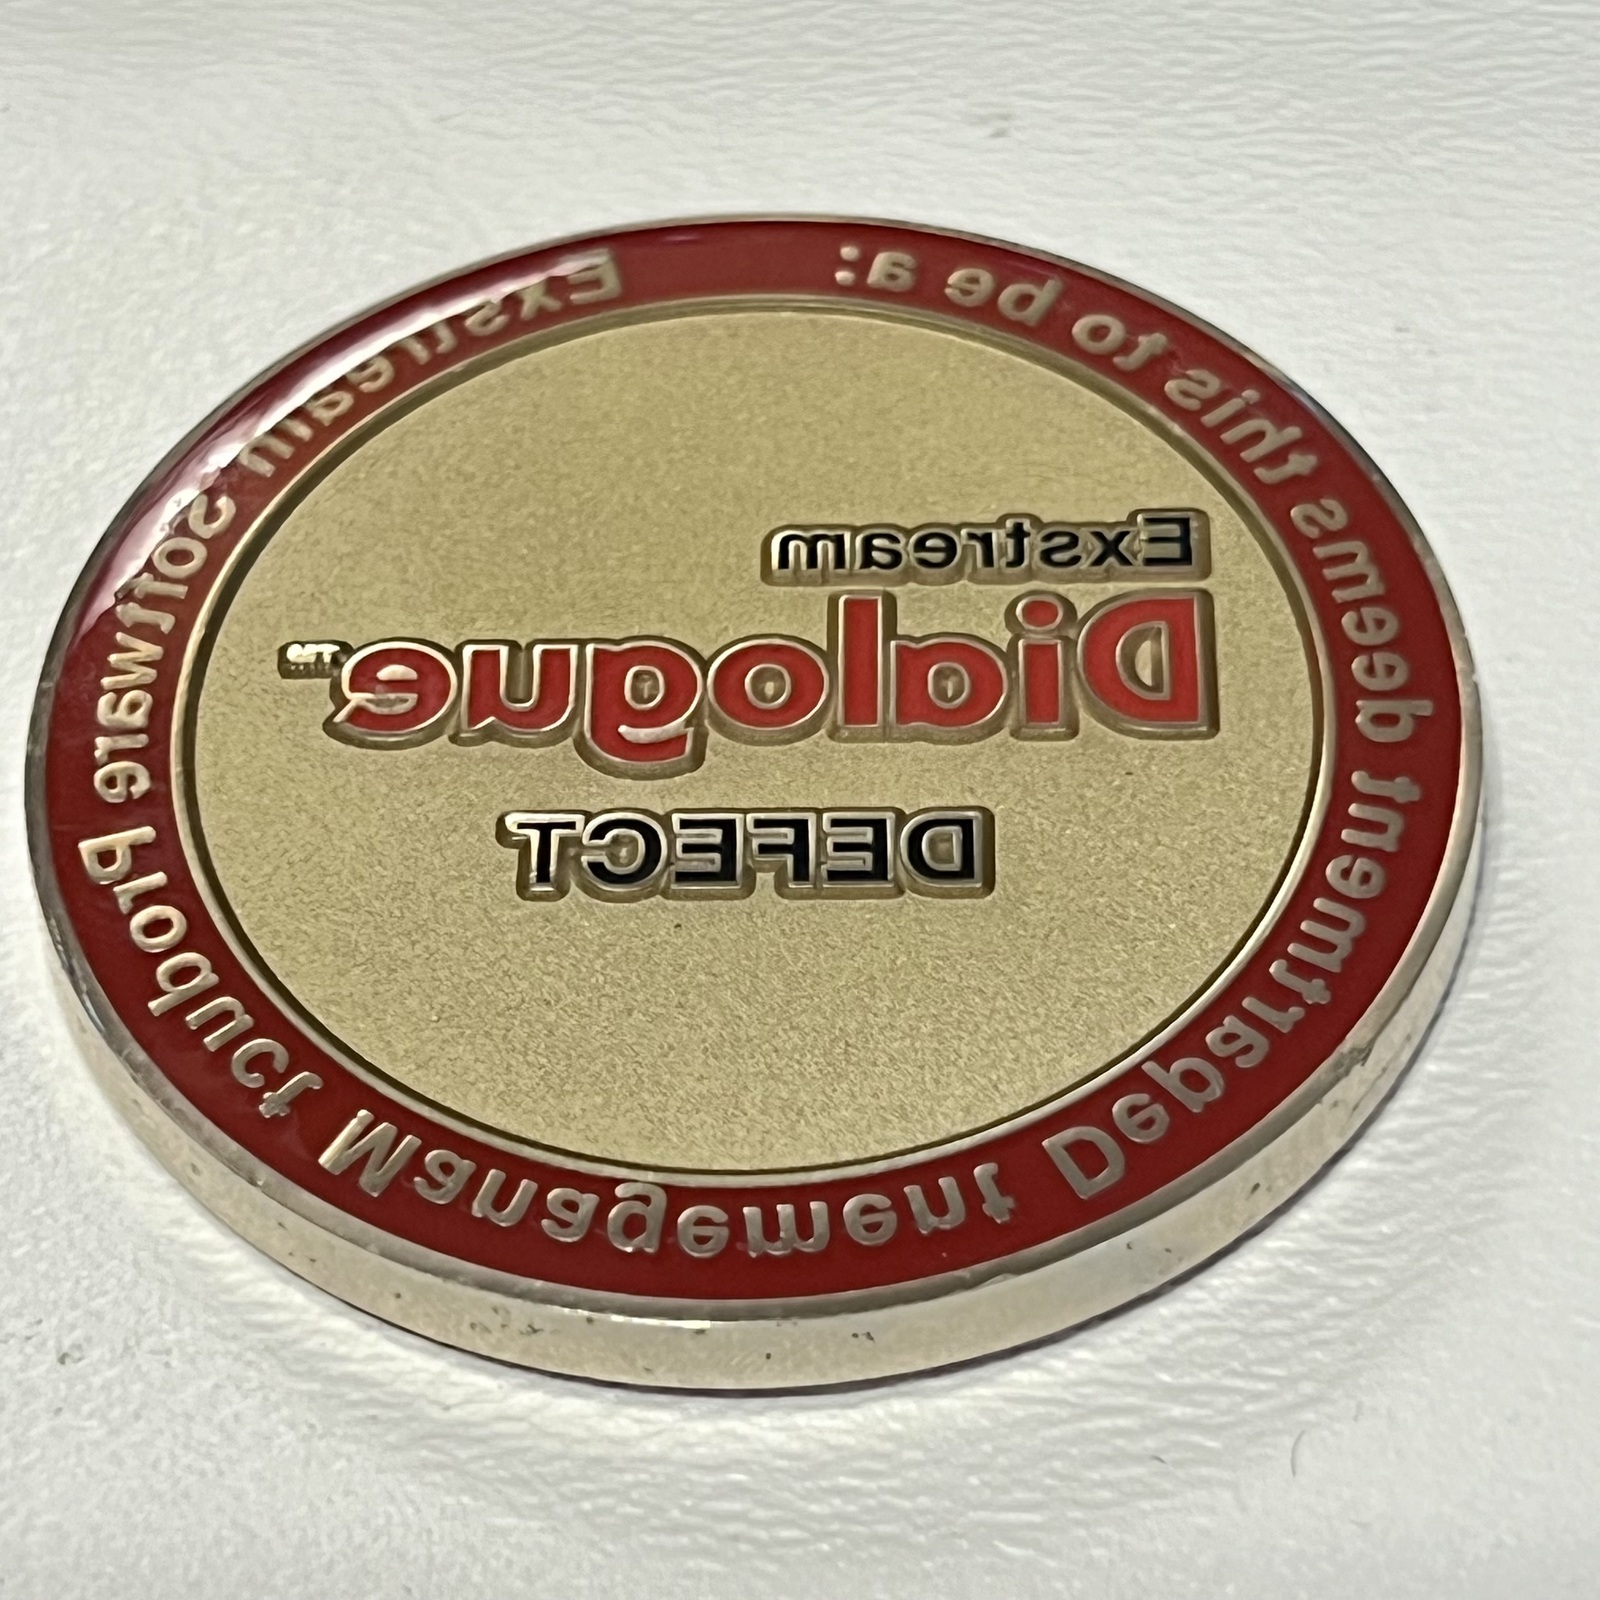 Exstream Software Product Management Department deems this to be a:
Exstream
Dialogue™
DEFECT